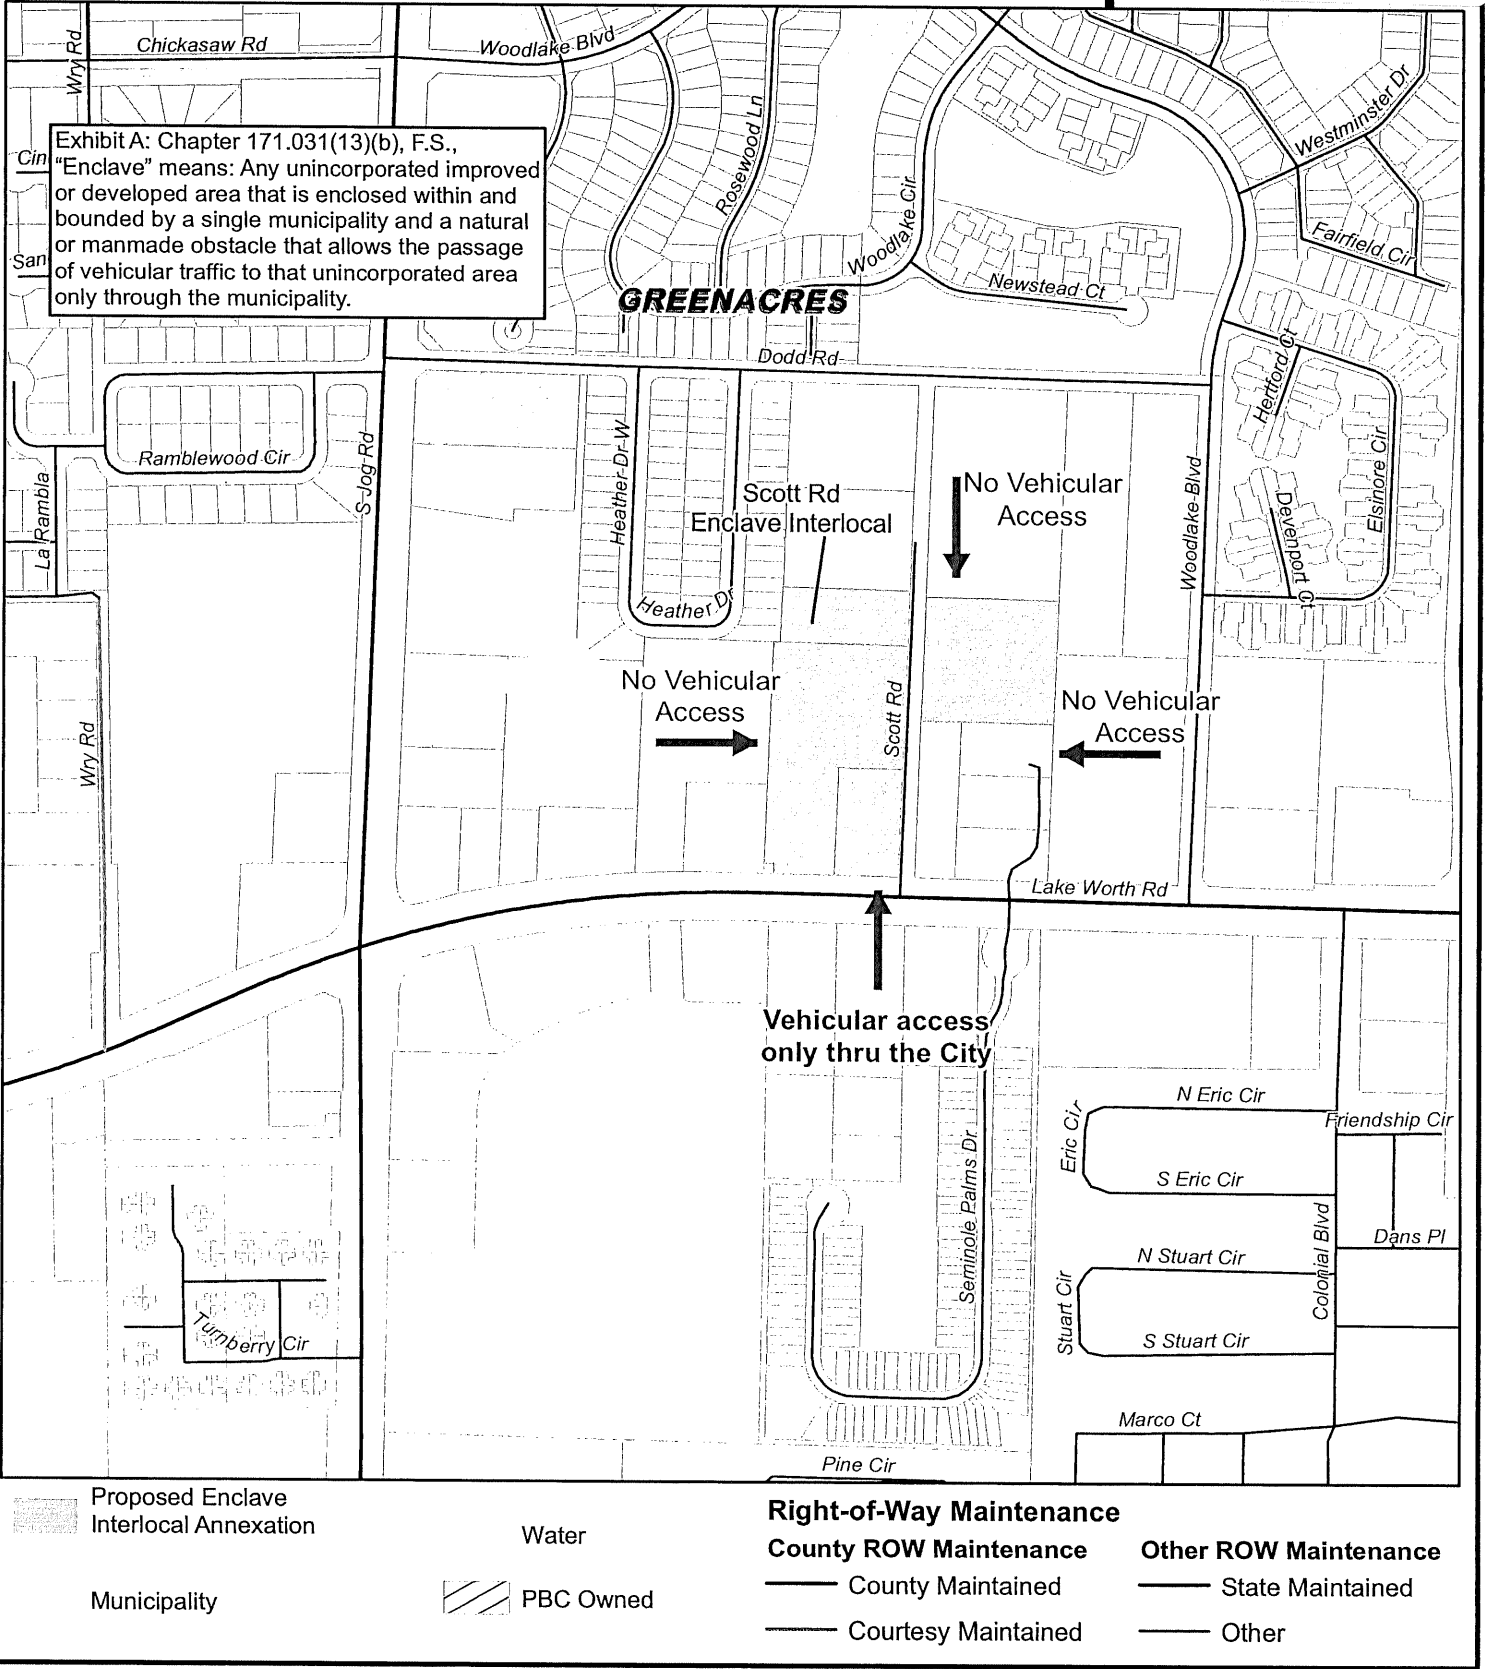 Wry Rd
Chickasaw Rd
Woodlake Blvd
Rosewood Ln
Westminster Dr
Exhibit A: Chapter 171.031(13)(b), F.S.,
"Enclave" means: Any unincorporated improved
or developed area that is enclosed within and
bounded by a single municipality and a natural
or manmade obstacle that allows the passage
of vehicular traffic to that unincorporated area
only through the municipality.
Cin
San
Woodlake Cir
Fairfield Cir
Newstead Ct
GREENACRES
Dodd Rd
Hertford Ct
Ramblewood Cir
S Jog Rd
La Rambla
Heather Dr W
Scott Rd
Enclave Interlocal
No Vehicular
Access
Woodlake Blvd
Devenport Ct
Elsinore Cir
Heather Dr
No Vehicular
Access
Scott Rd
No Vehicular
Access
Wry Rd
Lake Worth Rd
Vehicular access
only thru the City
N Eric Cir
Eric Cir
Friendship Cir
S Eric Cir
Seminole Palms Dr
Colonial Blvd
Dans Pl
N Stuart Cir
Stuart Cir
S Stuart Cir
Turnberry Cir
Marco Ct
Pine Cir
Proposed Enclave
Interlocal Annexation
Municipality
Water
PBC Owned
Right-of-Way Maintenance
County ROW Maintenance
County Maintained
Courtesy Maintained
Other ROW Maintenance
State Maintained
Other